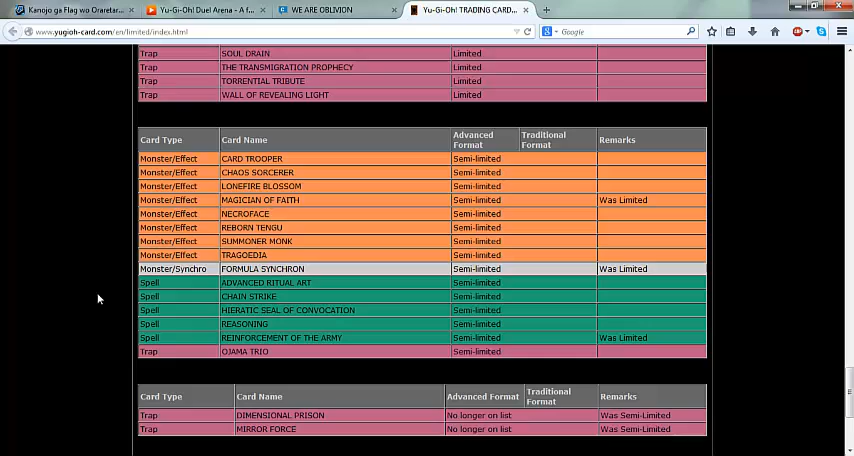 Kanojo ga Flag wo Oraretar...
Yu-Gi-Oh! Duel Arena - A f...
WE ARE OBLIVION
Yu-Gi-Oh! TRADING CARD...
www.yugioh-card.com/en/limited/index.html
Google
Trap SOUL DRAIN Limited
Trap THE TRANSMIGRATION PROPHECY Limited
Trap TORRENTIAL TRIBUTE Limited
Trap WALL OF REVEALING LIGHT Limited
Card Type Card Name Advanced Format Traditional Format Remarks
Monster/Effect CARD TROOPER Semi-limited
Monster/Effect CHAOS SORCERER Semi-limited
Monster/Effect LONEFIRE BLOSSOM Semi-limited
Monster/Effect MAGICIAN OF FAITH Semi-limited Was Limited
Monster/Effect NECROFACE Semi-limited
Monster/Effect REBORN TENGU Semi-limited
Monster/Effect SUMMONER MONK Semi-limited
Monster/Effect TRAGOEDIA Semi-limited
Monster/Synchro FORMULA SYNCHRON Semi-limited Was Limited
Spell ADVANCED RITUAL ART Semi-limited
Spell CHAIN STRIKE Semi-limited
Spell HIERATIC SEAL OF CONVOCATION Semi-limited
Spell REASONING Semi-limited
Spell REINFORCEMENT OF THE ARMY Semi-limited Was Limited
Trap OJAMA TRIO Semi-limited
Card Type Card Name Advanced Format Traditional Format Remarks
Trap DIMENSIONAL PRISON No longer on list Was Semi-Limited
Trap MIRROR FORCE No longer on list Was Semi-Limited